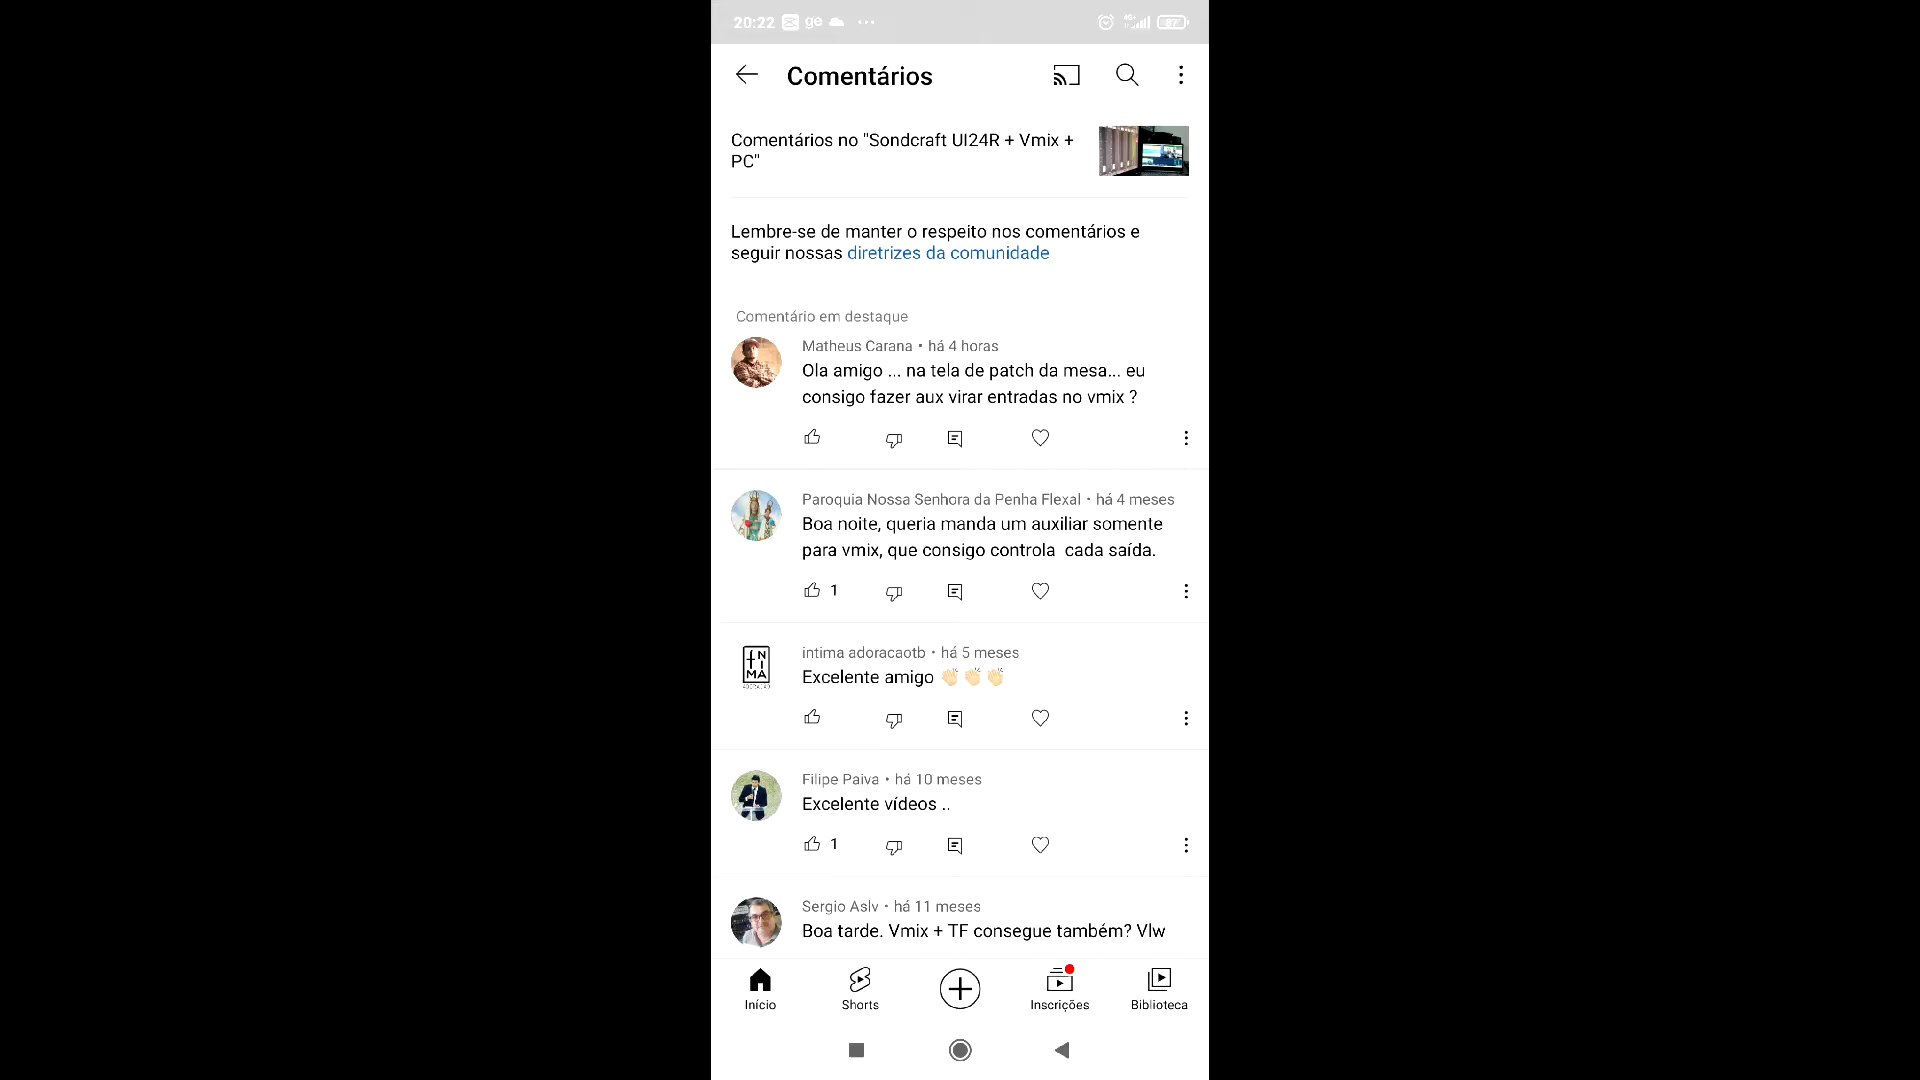 20:22 ge
87
Comentários
Comentários no "Sondcraft UI24R + Vmix +
PC"
Lembre-se de manter o respeito nos comentários e
seguir nossas diretrizes da comunidade
Comentário em destaque
Matheus Carana • há 4 horas
Ola amigo ... na tela de patch da mesa... eu
consigo fazer aux virar entradas no vmix ?
Paroquia Nossa Senhora da Penha Flexal • há 4 meses
Boa noite, queria manda um auxiliar somente
para vmix, que consigo controla  cada saída.
1
intima adoracaotb • há 5 meses
Excelente amigo 👏🏻👏🏻👏🏻
Filipe Paiva • há 10 meses
Excelente vídeos ..
1
Sergio Aslv • há 11 meses
Boa tarde. Vmix + TF consegue também? Vlw
Início Shorts Inscrições Biblioteca